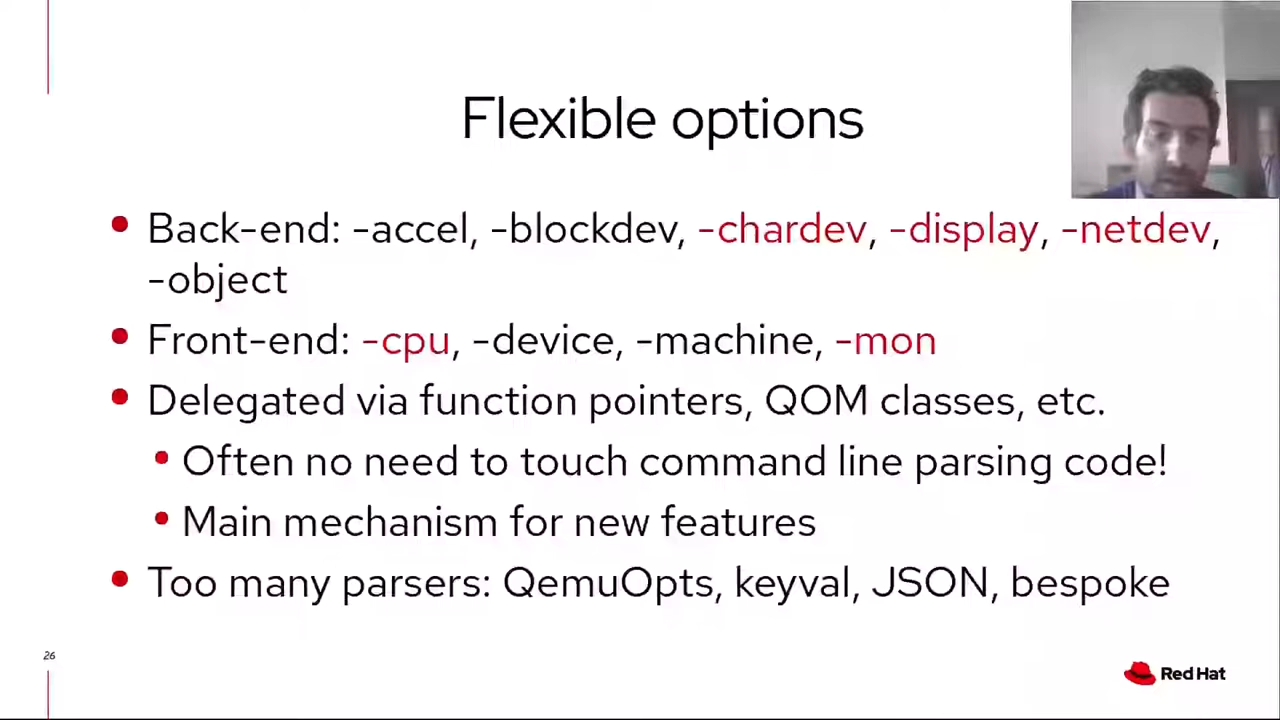 Flexible options
Back-end: -accel, -blockdev, -chardev, -display, -netdev,
-object
Front-end: -cpu, -device, -machine, -mon
Delegated via function pointers, QOM classes, etc.
Often no need to touch command line parsing code!
Main mechanism for new features
Too many parsers: QemuOpts, keyval, JSON, bespoke
26
Red Hat